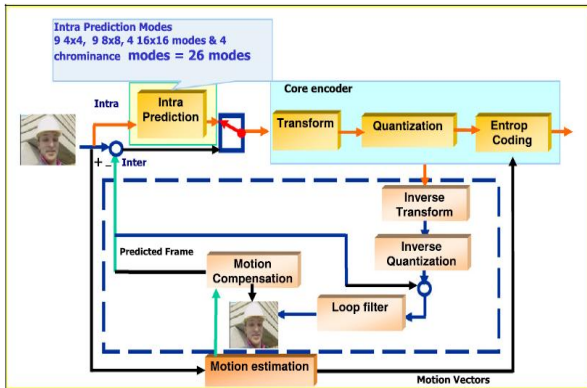 Intra Prediction Modes
9 4x4, 9 8x8, 4 16x16 modes & 4
chrominance modes = 26 modes
Core encoder
Intra
Intra
Prediction
Transform
Quantization
Entrop
Coding
+ -
Inter
Inverse
Transform
Inverse
Quantization
Predicted Frame
Motion
Compensation
Loop filter
Motion estimation
Motion Vectors